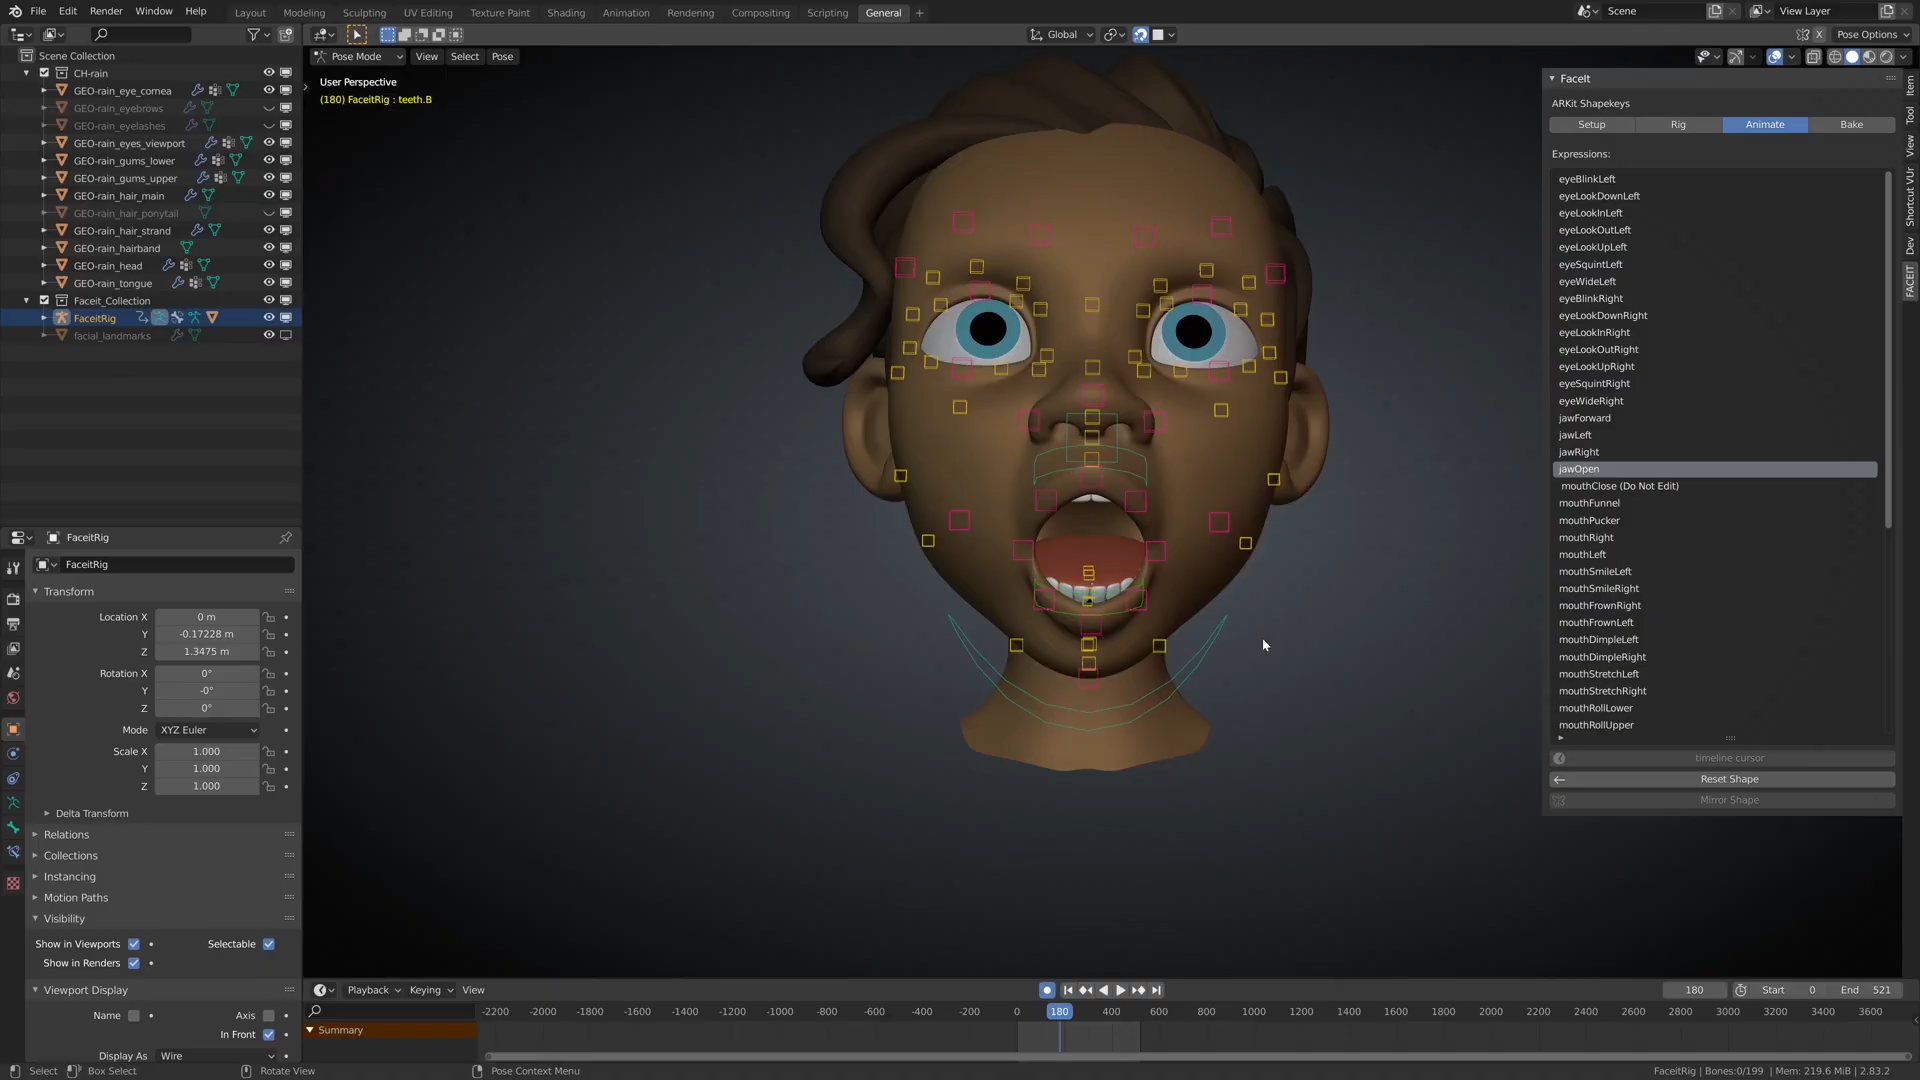 File Edit Render Window Help Layout Modeling Sculpting UV Editing Texture Paint Shading Animation Rendering Compositing Scripting General + Scene View Layer
Global X Pose Options
Scene Collection Pose Mode View Select Pose
CH-rain
GEO-rain_eye_cornea
GEO-rain_eyebrows
GEO-rain_eyelashes
GEO-rain_eyes_viewport
GEO-rain_gums_lower
GEO-rain_gums_upper
GEO-rain_hair_main
GEO-rain_hair_ponytail
GEO-rain_hair_strand
GEO-rain_hairband
GEO-rain_head
GEO-rain_tongue
Faceit_Collection
FaceitRig
facial_landmarks
User Perspective
(180) FaceitRig : teeth.B
FaceIt
ARKit Shapekeys
Setup Rig Animate Bake
Expressions:
eyeBlinkLeft
eyeLookDownLeft
eyeLookInLeft
eyeLookOutLeft
eyeLookUpLeft
eyeSquintLeft
eyeWideLeft
eyeBlinkRight
eyeLookDownRight
eyeLookInRight
eyeLookOutRight
eyeLookUpRight
eyeSquintRight
eyeWideRight
jawForward
jawLeft
jawRight
jawOpen
mouthClose (Do Not Edit)
mouthFunnel
mouthPucker
mouthRight
mouthLeft
mouthSmileLeft
mouthSmileRight
mouthFrownRight
mouthFrownLeft
mouthDimpleLeft
mouthDimpleRight
mouthStretchLeft
mouthStretchRight
mouthRollLower
mouthRollUpper
timeline cursor
Reset Shape
Mirror Shape
Item
Tool
View
Shortcut VUr
Dev
FACEIT
FaceitRig
FaceitRig
Transform
Location X 0 m
Y -0.17228 m
Z 1.3475 m
Rotation X 0°
Y -0°
Z 0°
Mode XYZ Euler
Scale X 1.000
Y 1.000
Z 1.000
Delta Transform
Relations
Collections
Instancing
Motion Paths
Visibility
Show in Viewports Selectable
Show in Renders
Viewport Display
Name Axis
In Front
Display As Wire
Playback Keying View 180 Start 0 End 521
-2200 -2000 -1800 -1600 -1400 -1200 -1000 -800 -600 -400 -200 0 180 400 600 800 1000 1200 1400 1600 1800 2000 2200 2400 2600 2800 3000 3200 3400 3600
Summary
Select Box Select Rotate View Pose Context Menu FaceitRig | Bones:0/199 | Mem: 219.6 MiB | 2.83.2